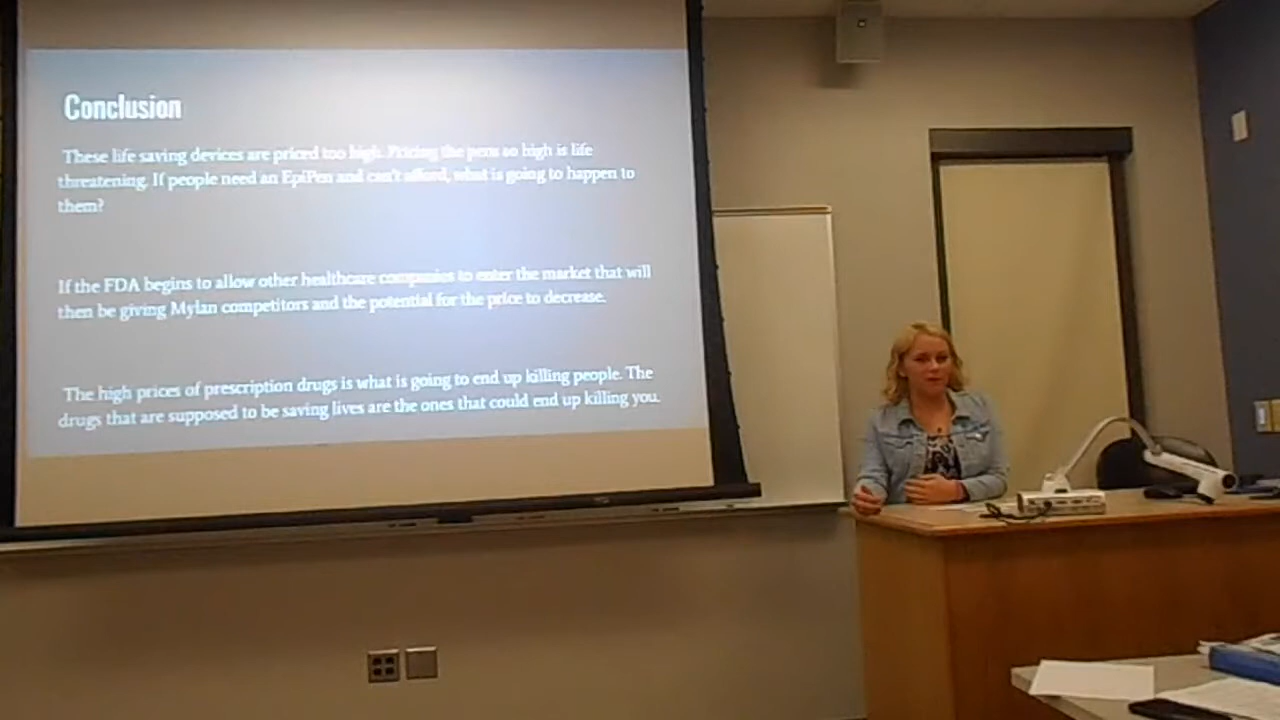 Conclusion
These life saving devices are priced too high. Pricing the pens so high is life
threatening. If people need an EpiPen and can't afford, what is going to happen to
them?
If the FDA begins to allow other healthcare companies to enter the market that will
then be giving Mylan competitors and the potential for the price to decrease.
The high prices of prescription drugs is what is going to end up killing people. The
drugs that are supposed to be saving lives are the ones that could end up killing you.